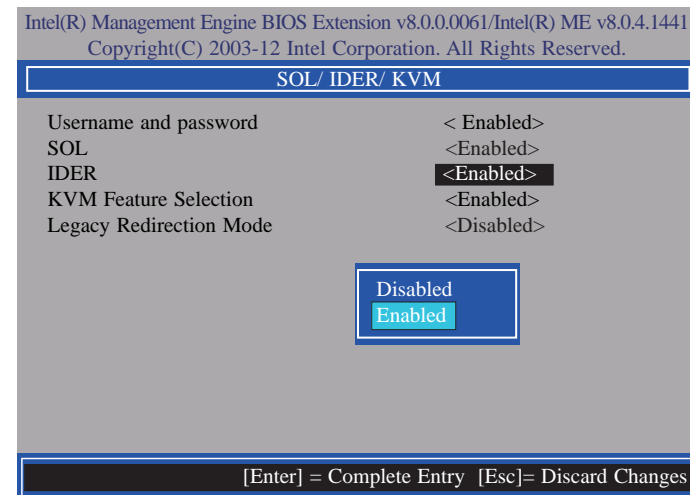 Intel(R) Management Engine BIOS Extension v8.0.0.0061/Intel(R) ME v8.0.4.1441
Copyright(C) 2003-12 Intel Corporation. All Rights Reserved.
SOL/ IDER/ KVM
Username and password < Enabled>
SOL <Enabled>
IDER <Enabled>
KVM Feature Selection <Enabled>
Legacy Redirection Mode <Disabled>
Disabled
Enabled
[Enter] = Complete Entry [Esc]= Discard Changes